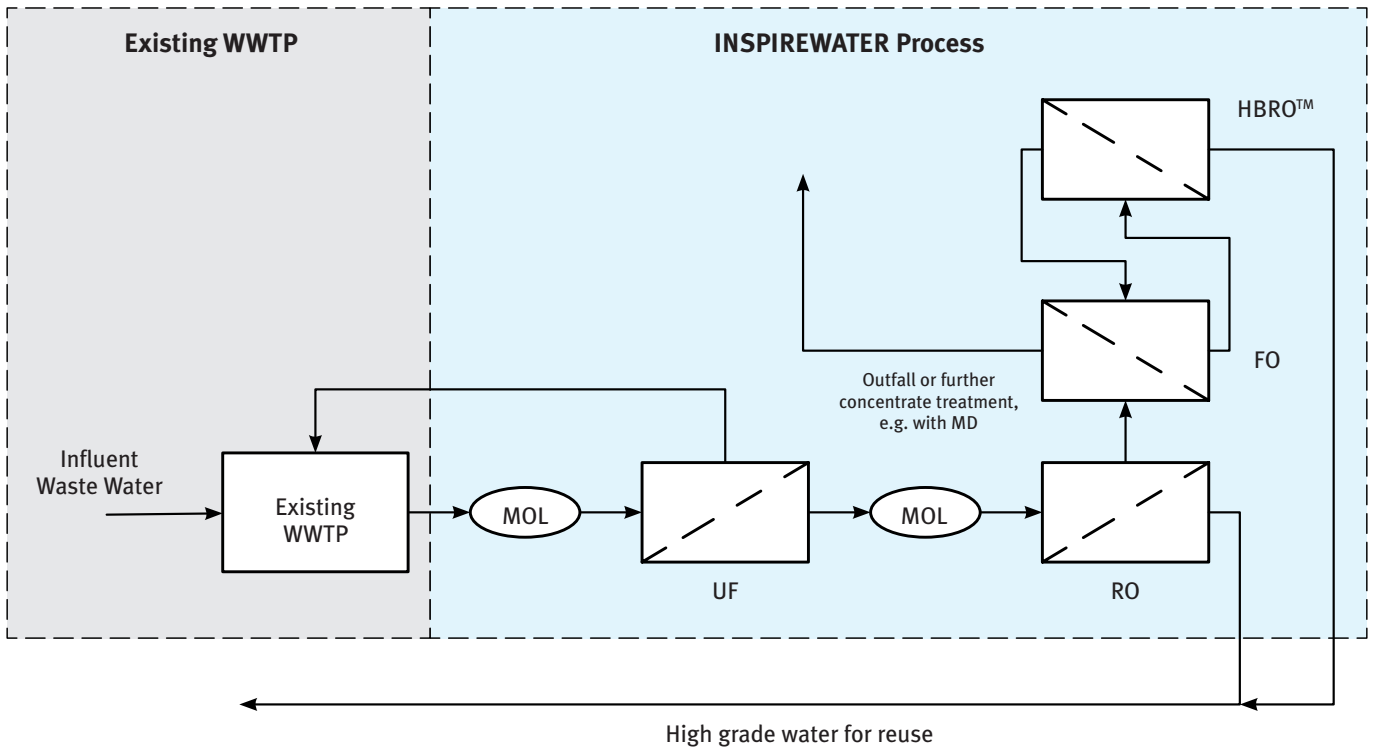 Existing WWTP
INSPIREWATER Process
HBRO™
FO
Outfall or further
concentrate treatment,
e.g. with MD
Influent
Waste Water
Existing
WWTP
MOL
MOL
UF
RO
High grade water for reuse